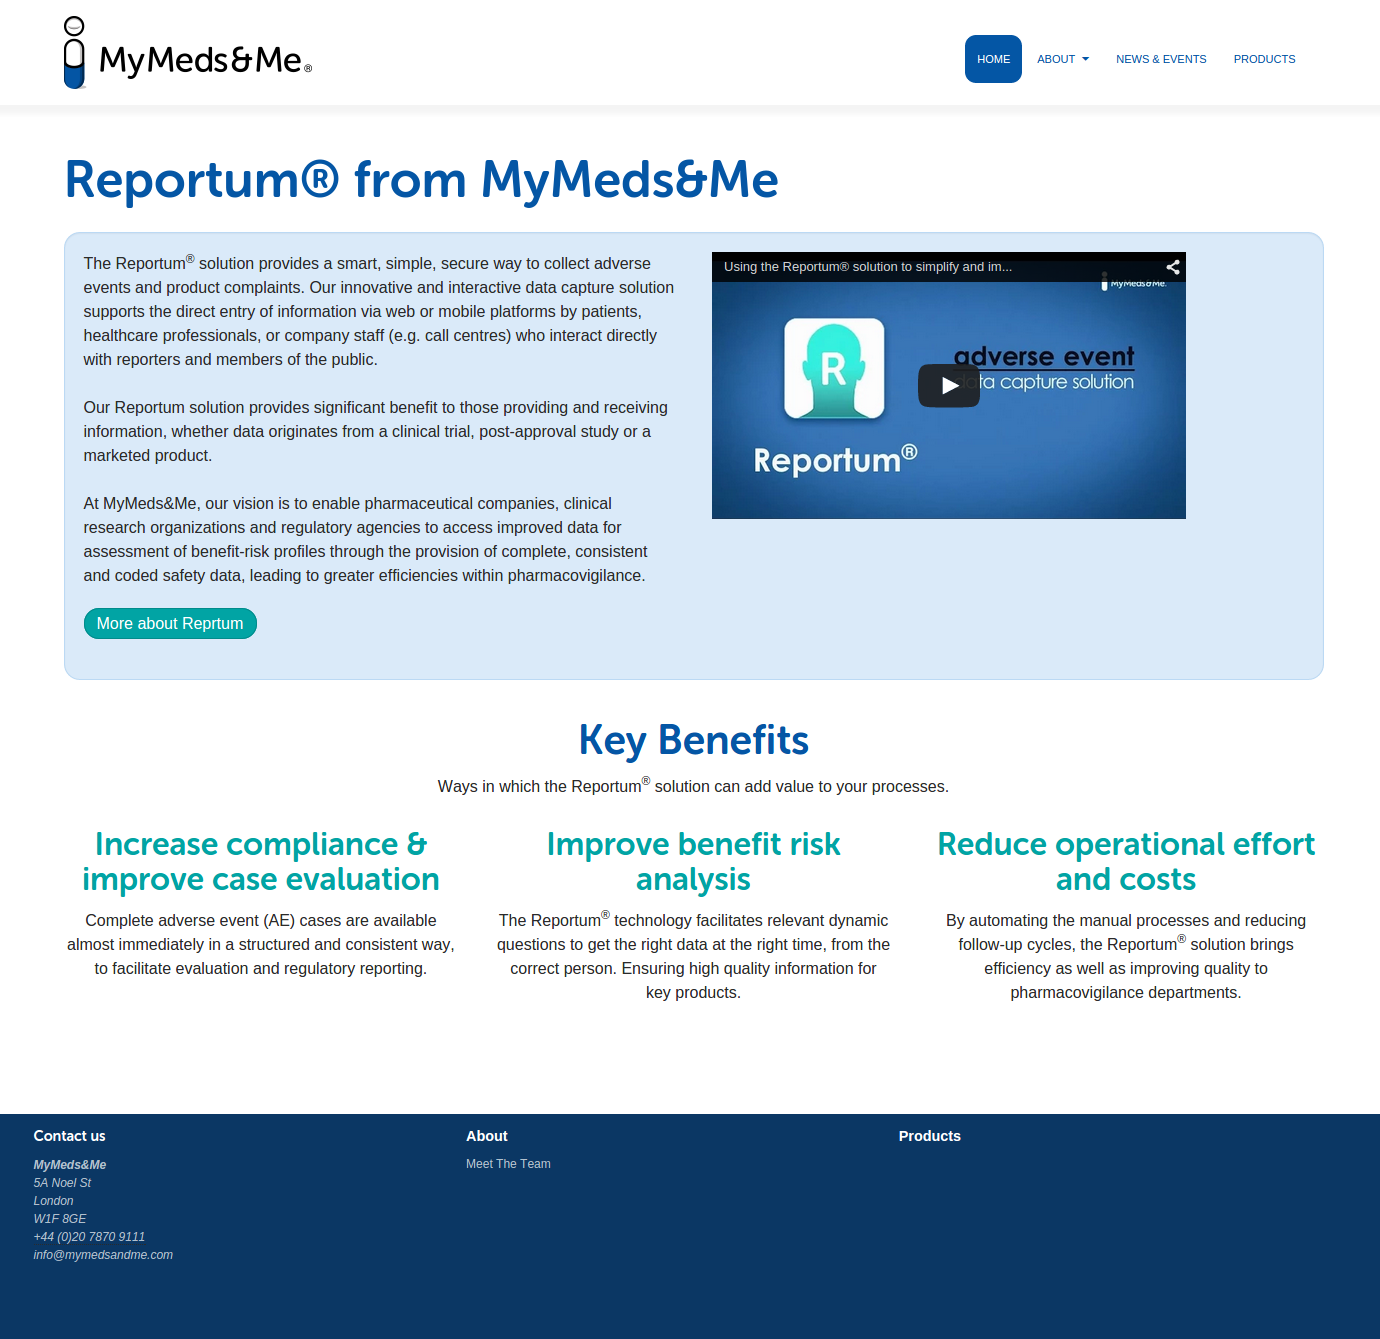 MyMeds&Me®
HOME
ABOUT
NEWS & EVENTS
PRODUCTS
Reportum® from MyMeds&Me
The Reportum® solution provides a smart, simple, secure way to collect adverse
events and product complaints. Our innovative and interactive data capture solution
supports the direct entry of information via web or mobile platforms by patients,
healthcare professionals, or company staff (e.g. call centres) who interact directly
with reporters and members of the public.
Our Reportum solution provides significant benefit to those providing and receiving
information, whether data originates from a clinical trial, post-approval study or a
marketed product.
At MyMeds&Me, our vision is to enable pharmaceutical companies, clinical
research organizations and regulatory agencies to access improved data for
assessment of benefit-risk profiles through the provision of complete, consistent
and coded safety data, leading to greater efficiencies within pharmacovigilance.
More about Reprtum
Using the Reportum® solution to simplify and im...
MyMeds&Me.
R
adverse event
data capture solution
Reportum®
Key Benefits
Ways in which the Reportum® solution can add value to your processes.
Increase compliance &
improve case evaluation
Complete adverse event (AE) cases are available
almost immediately in a structured and consistent way,
to facilitate evaluation and regulatory reporting.
Improve benefit risk
analysis
The Reportum® technology facilitates relevant dynamic
questions to get the right data at the right time, from the
correct person. Ensuring high quality information for
key products.
Reduce operational effort
and costs
By automating the manual processes and reducing
follow-up cycles, the Reportum® solution brings
efficiency as well as improving quality to
pharmacovigilance departments.
Contact us
MyMeds&Me
5A Noel St
London
W1F 8GE
+44 (0)20 7870 9111
info@mymedsandme.com
About
Meet The Team
Products